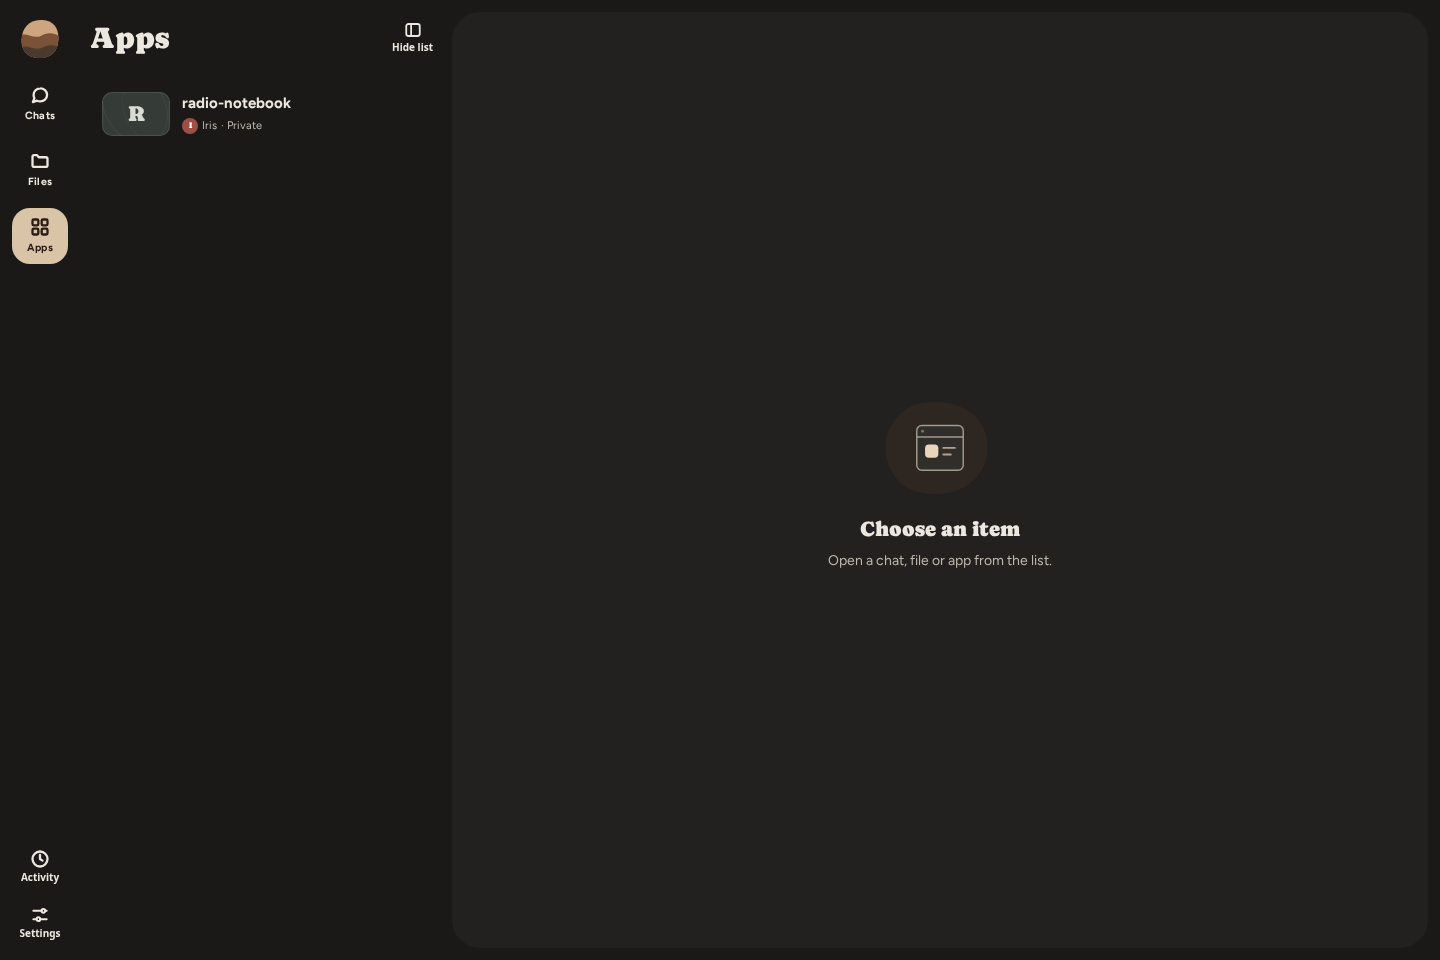 Apps
Hide list
Chats
Files
Apps
R
radio-notebook
I Iris · Private
Choose an item
Open a chat, file or app from the list.
Activity
Settings